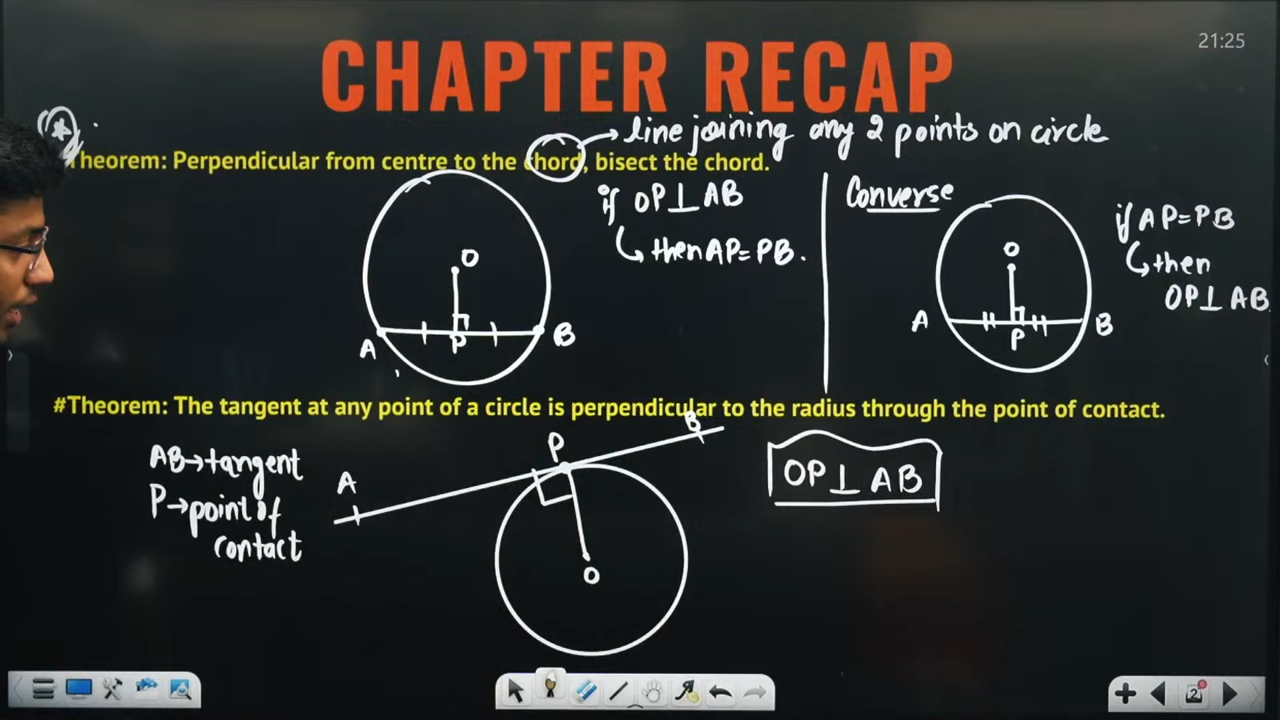 21:25
CHAPTER RECAP
line joining any 2 points on circle
Theorem: Perpendicular from centre to the chord, bisect the chord.
if OP⊥AB
then AP=PB.
O
P
A
B
Converse
if AP=PB
then
OP⊥AB
O
A
P
B
#Theorem: The tangent at any point of a circle is perpendicular to the radius through the point of contact.
AB→tangent
P→point of
contact
A
P
B
O
OP⊥AB
2